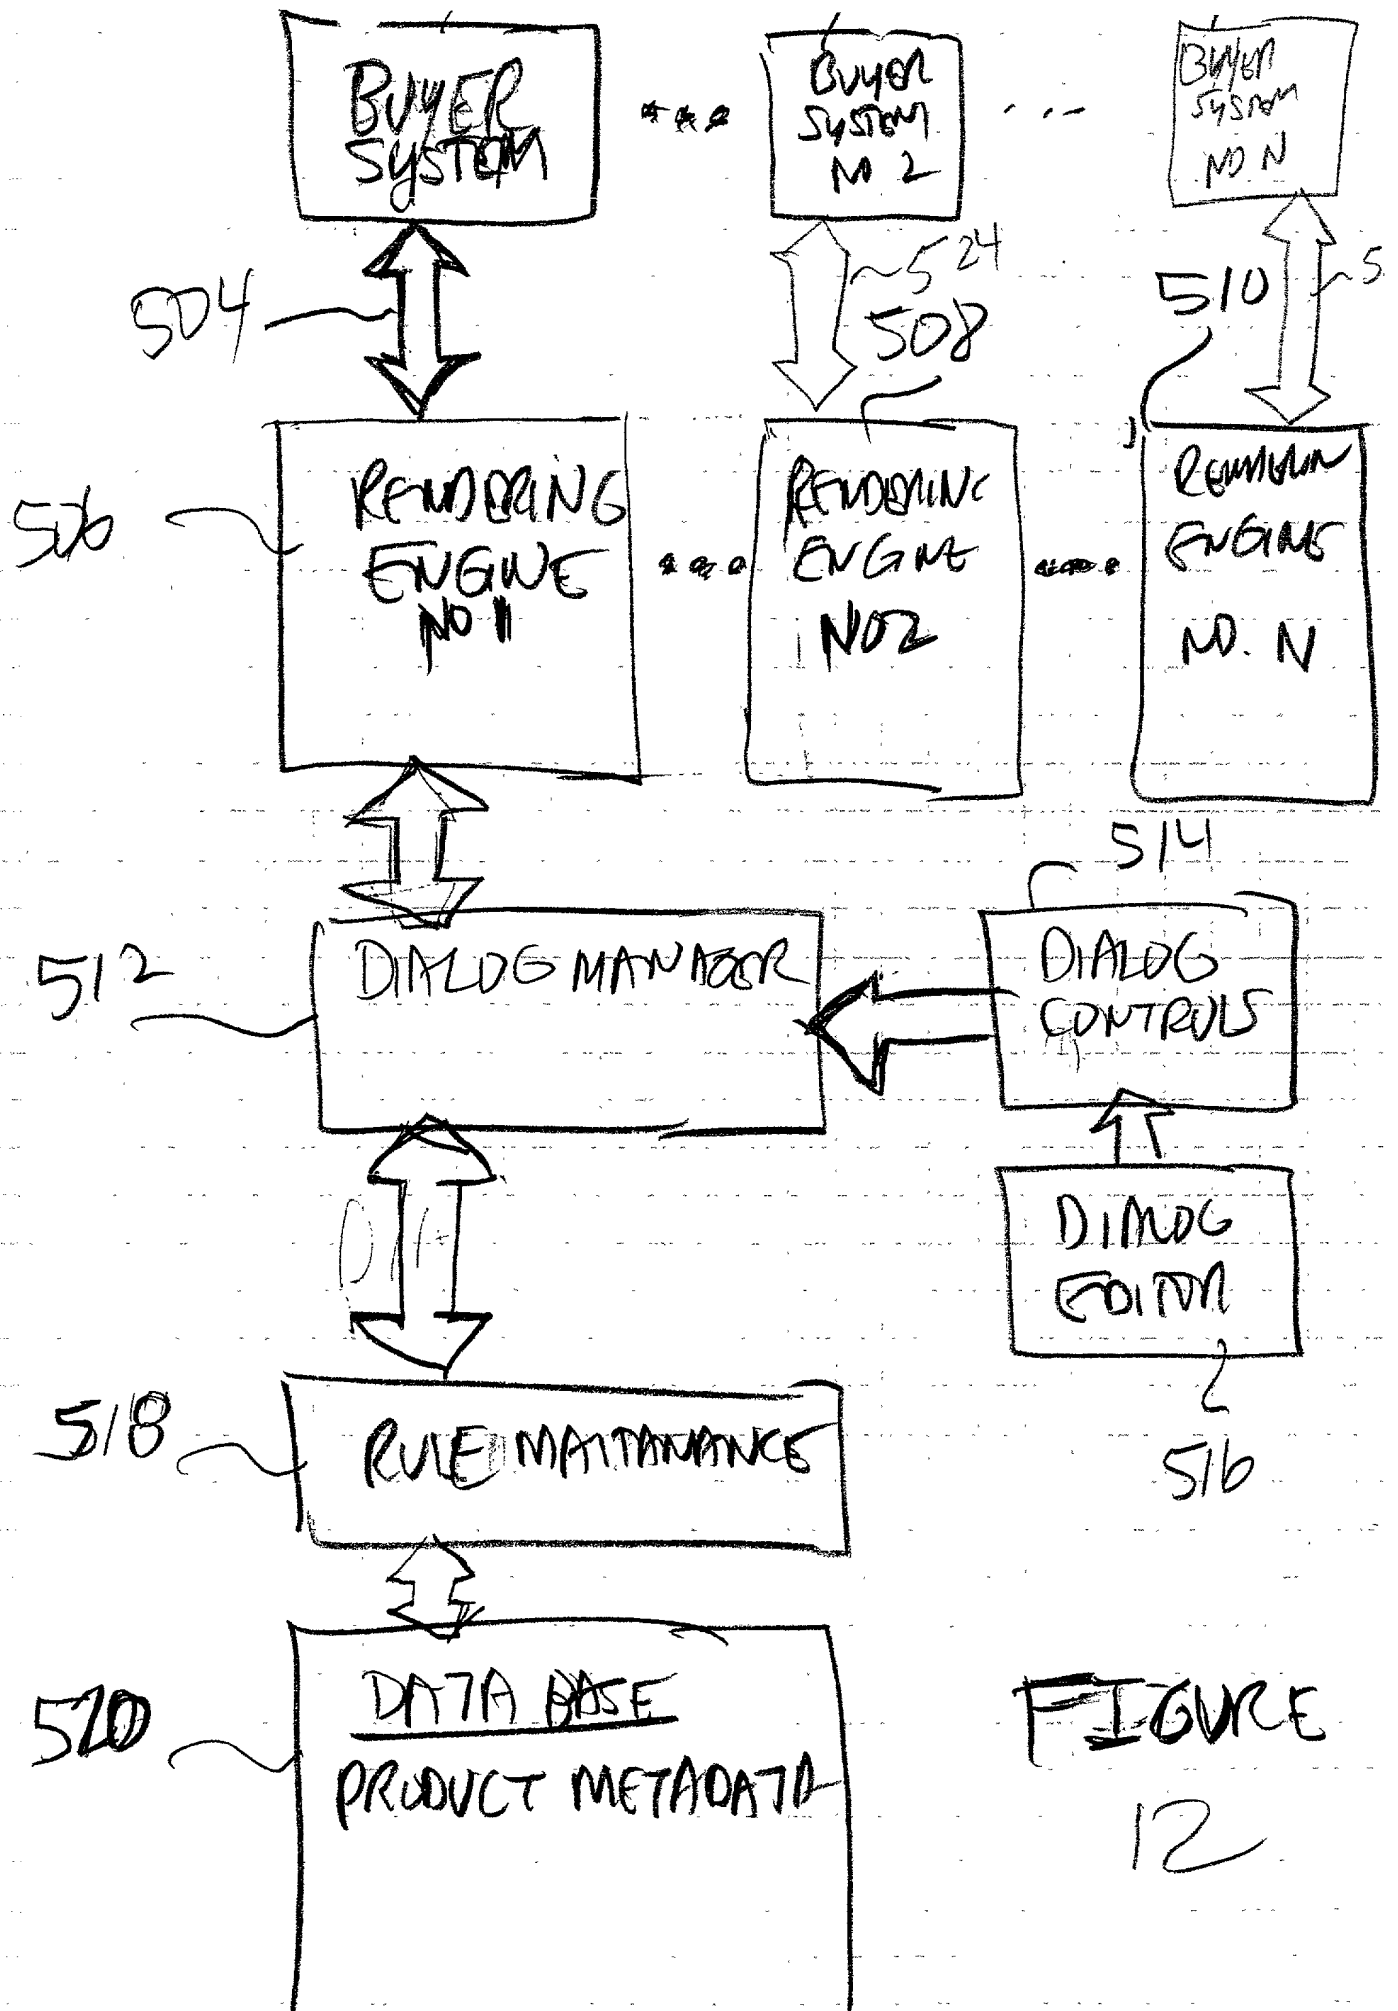 BUYER
SYSTEM
BUYER
SYSTEM
NO 2
BUYER
SYSTEM
NO N
504
524
508
510
5
506
RENDERING
ENGINE
NO 1
RENDERING
ENGINE
NO 2
ENGINE
NO. N
514
512
DIALOG MANAGER
DIALOG
CONTROLS
DIALOG
EDITOR
516
518
RULE MAITANANCE
520
DATA BASE
PRODUCT METADATA
FIGURE
12